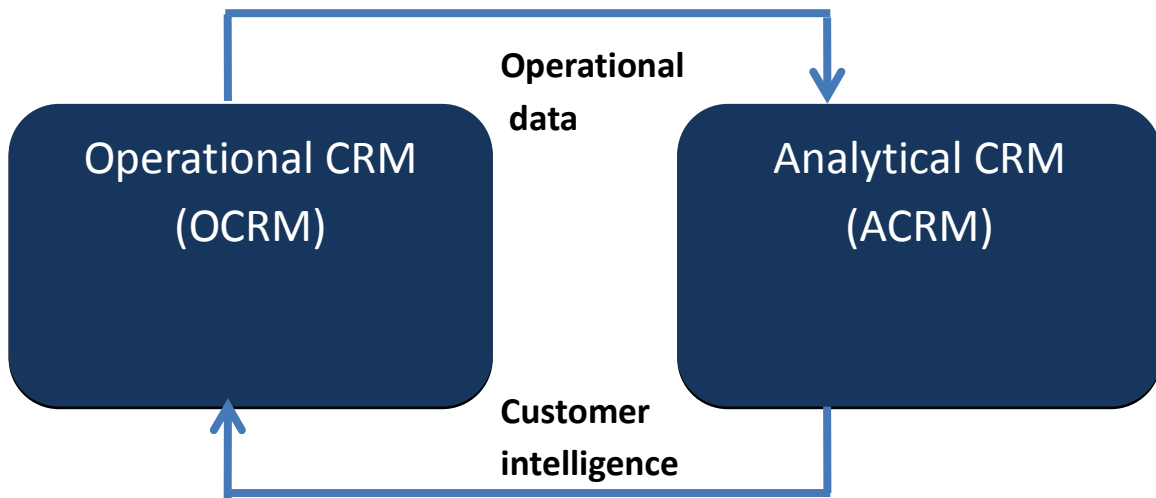 Operational
data
Operational CRM
(OCRM)
Analytical CRM
(ACRM)
Customer
intelligence